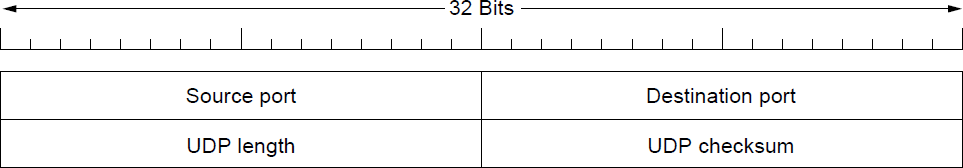 32 Bits
Source port Destination port
UDP length UDP checksum